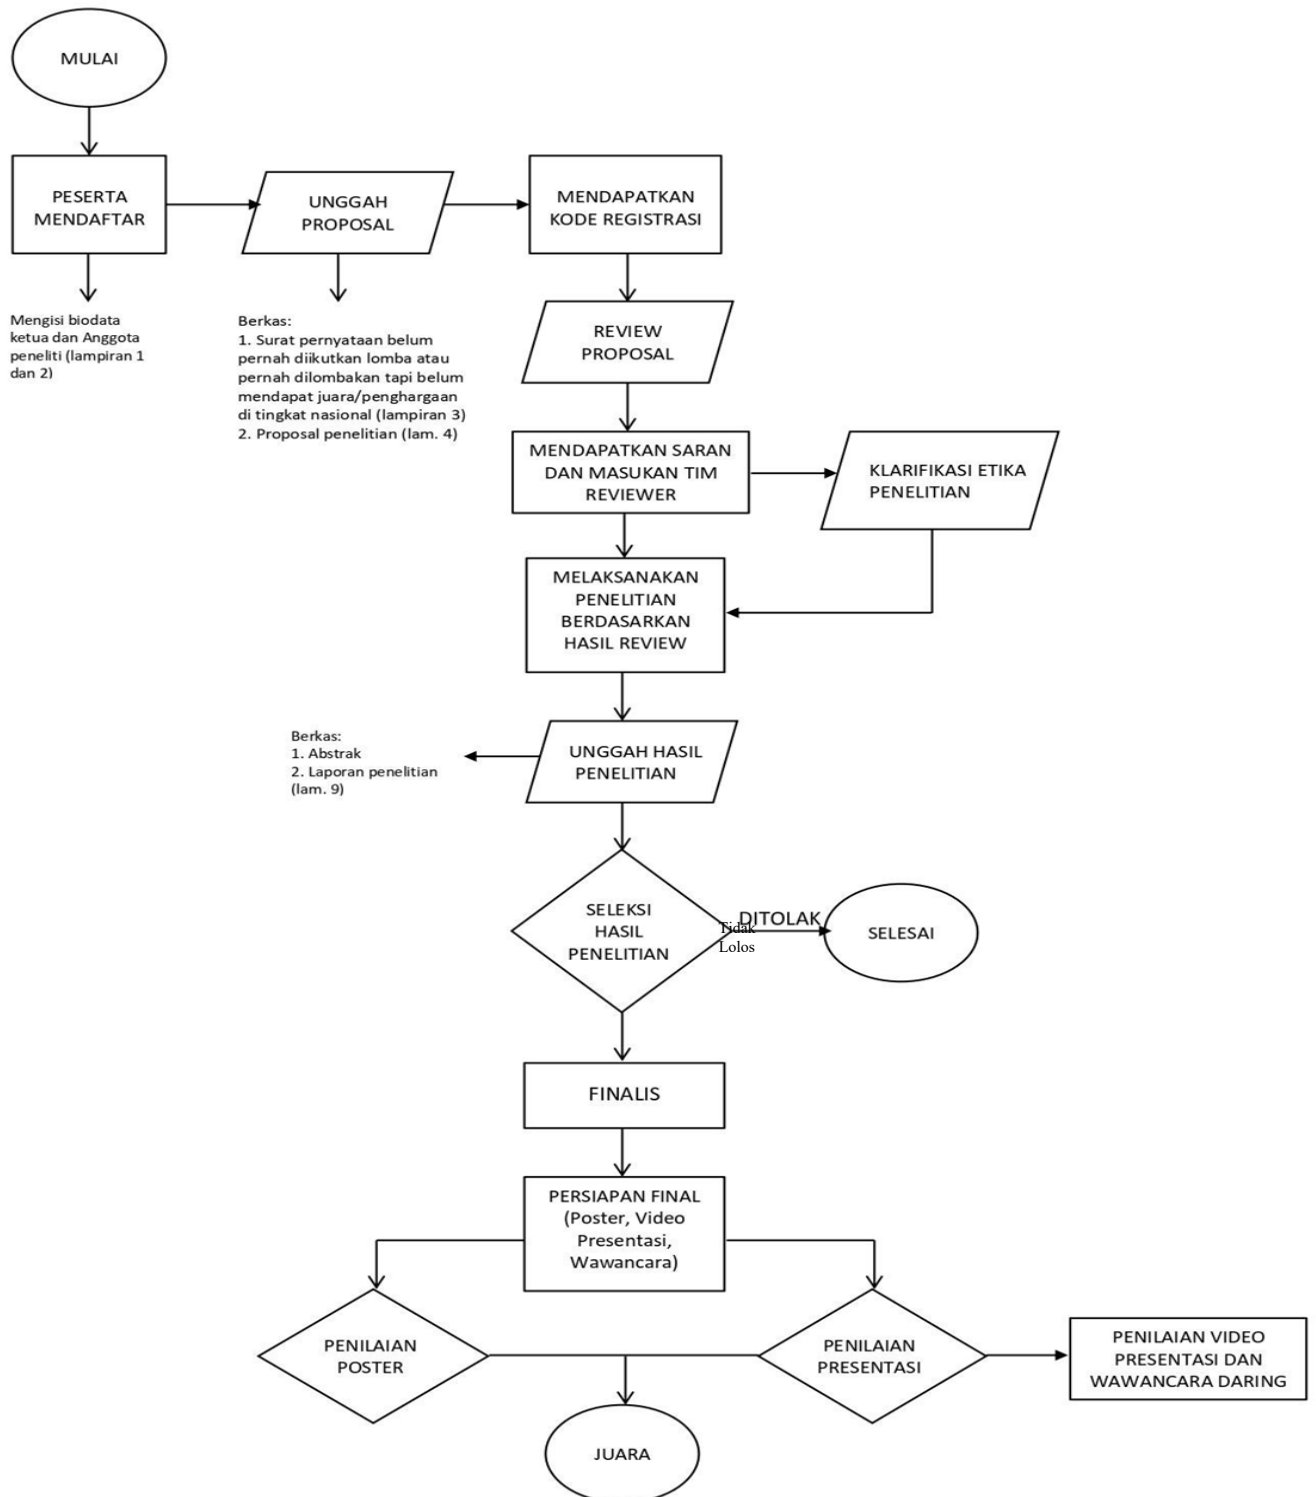 MULAI
PESERTA
MENDAFTAR
UNGGAH
PROPOSAL
MENDAPATKAN
KODE REGISTRASI
Mengisi biodata
ketua dan Anggota
peneliti (lampiran 1
dan 2)
Berkas:
1. Surat pernyataan belum
pernah diikutkan lomba atau
pernah dilombakan tapi belum
mendapat juara/penghargaan
di tingkat nasional (lampiran 3)
2. Proposal penelitian (lam. 4)
REVIEW
PROPOSAL
MENDAPATKAN SARAN
DAN MASUKAN TIM
REVIEWER
KLARIFIKASI ETIKA
PENELITIAN
MELAKSANAKAN
PENELITIAN
BERDASARKAN
HASIL REVIEW
UNGGAH HASIL
PENELITIAN
Berkas:
1. Abstrak
2. Laporan penelitian
(lam. 9)
SELEKSI
HASIL
PENELITIAN
DITOLAK
Tidak
Lolos
SELESAI
FINALIS
PERSIAPAN FINAL
(Poster, Video
Presentasi,
Wawancara)
PENILAIAN
POSTER
PENILAIAN
PRESENTASI
PENILAIAN VIDEO
PRESENTASI DAN
WAWANCARA DARING
JUARA